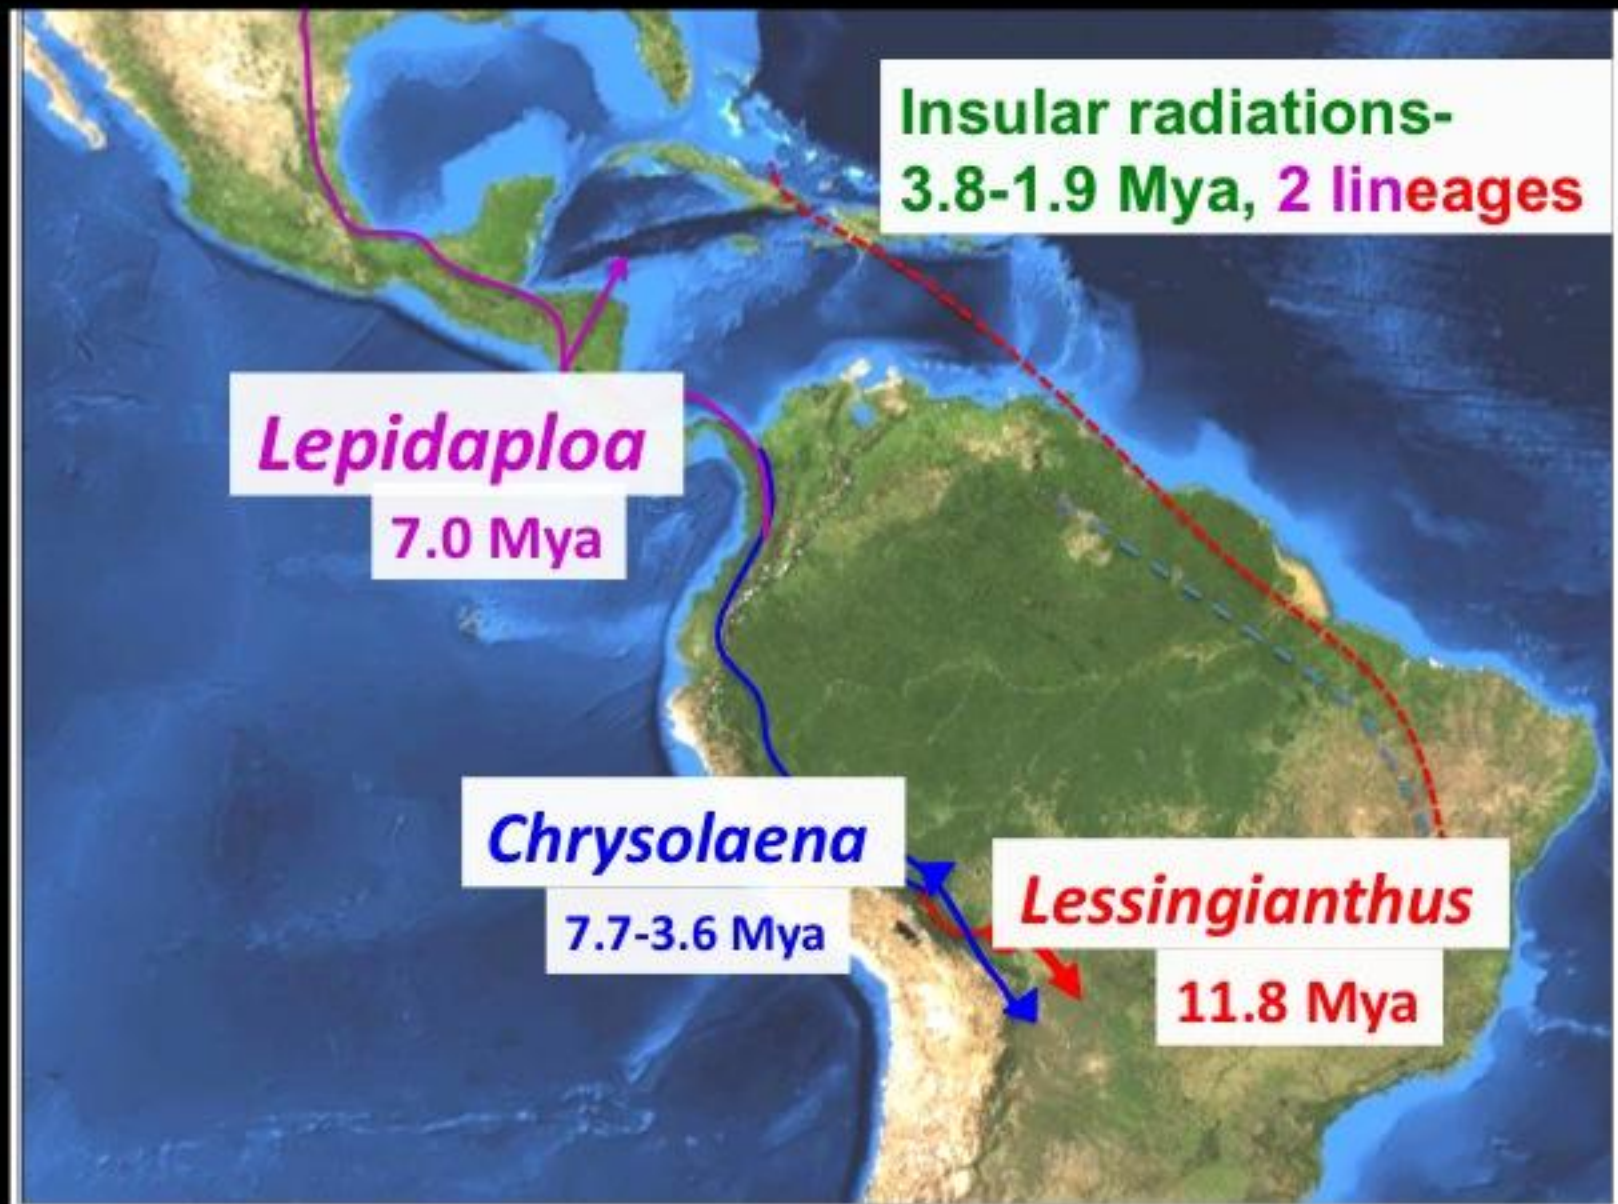 Insular radiations-
3.8-1.9 Mya, 2 lineages
Lepidaploa
7.0 Mya
Chrysolaena
7.7-3.6 Mya
Lessingianthus
11.8 Mya